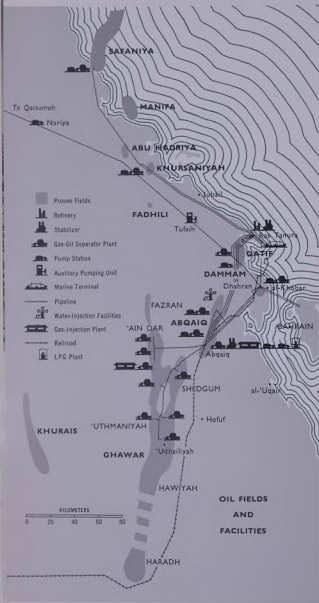 SAFANIYA
MANIFA
To Qaisumah
Nariya
ABU HADRIYA
KHURSANIYAH
Jubail
FADHILI
Tufaih
Ras Tanura
QATIF
DAMMAM
Dhahran
al-Khobar
Proven Fields
Refinery
Stabilizer
Gas-Oil Separator Plant
Pump Station
Auxiliary Pumping Unit
Marine Terminal
Pipeline
Water-Injection Facilities
Gas-Injection Plant
Railroad
LPG Plant
FAZRAN
BAHRAIN
'AIN DAR
ABQAIQ
Abqaiq
SHEDGUM
al-'Uqair
KHURAIS
'UTHMANIYAH
Hofuf
GHAWAR
'Udhailiyah
HAWIYAH
OIL FIELDS
AND
FACILITIES
KILOMETERS
0 20 40 60 80
HARADH